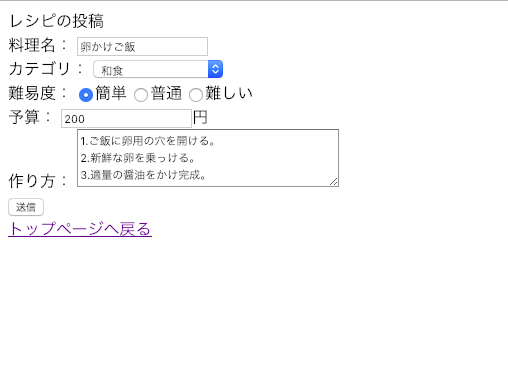 レシピの投稿
料理名： 卵かけご飯
カテゴリ： 和食
難易度： 簡単 普通 難しい
予算： 200 円
1.ご飯に卵用の穴を開ける。
2.新鮮な卵を乗っける。
3.適量の醤油をかけ完成。
作り方：
送信
トップページへ戻る